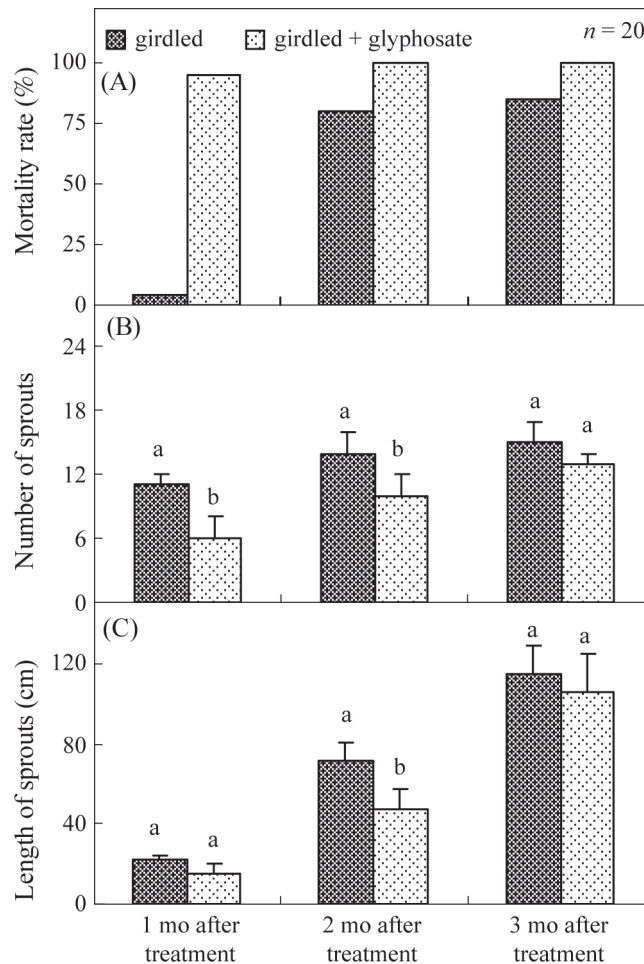 girdled
girdled + glyphosate
n = 20
(A)
Mortality rate (%)
100
75
50
25
0
(B)
Number of sprouts
24
18
12
6
0
a
b
a
b
a
a
(C)
Length of sprouts (cm)
120
80
40
0
a
a
a
b
a
a
1 mo after
treatment
2 mo after
treatment
3 mo after
treatment